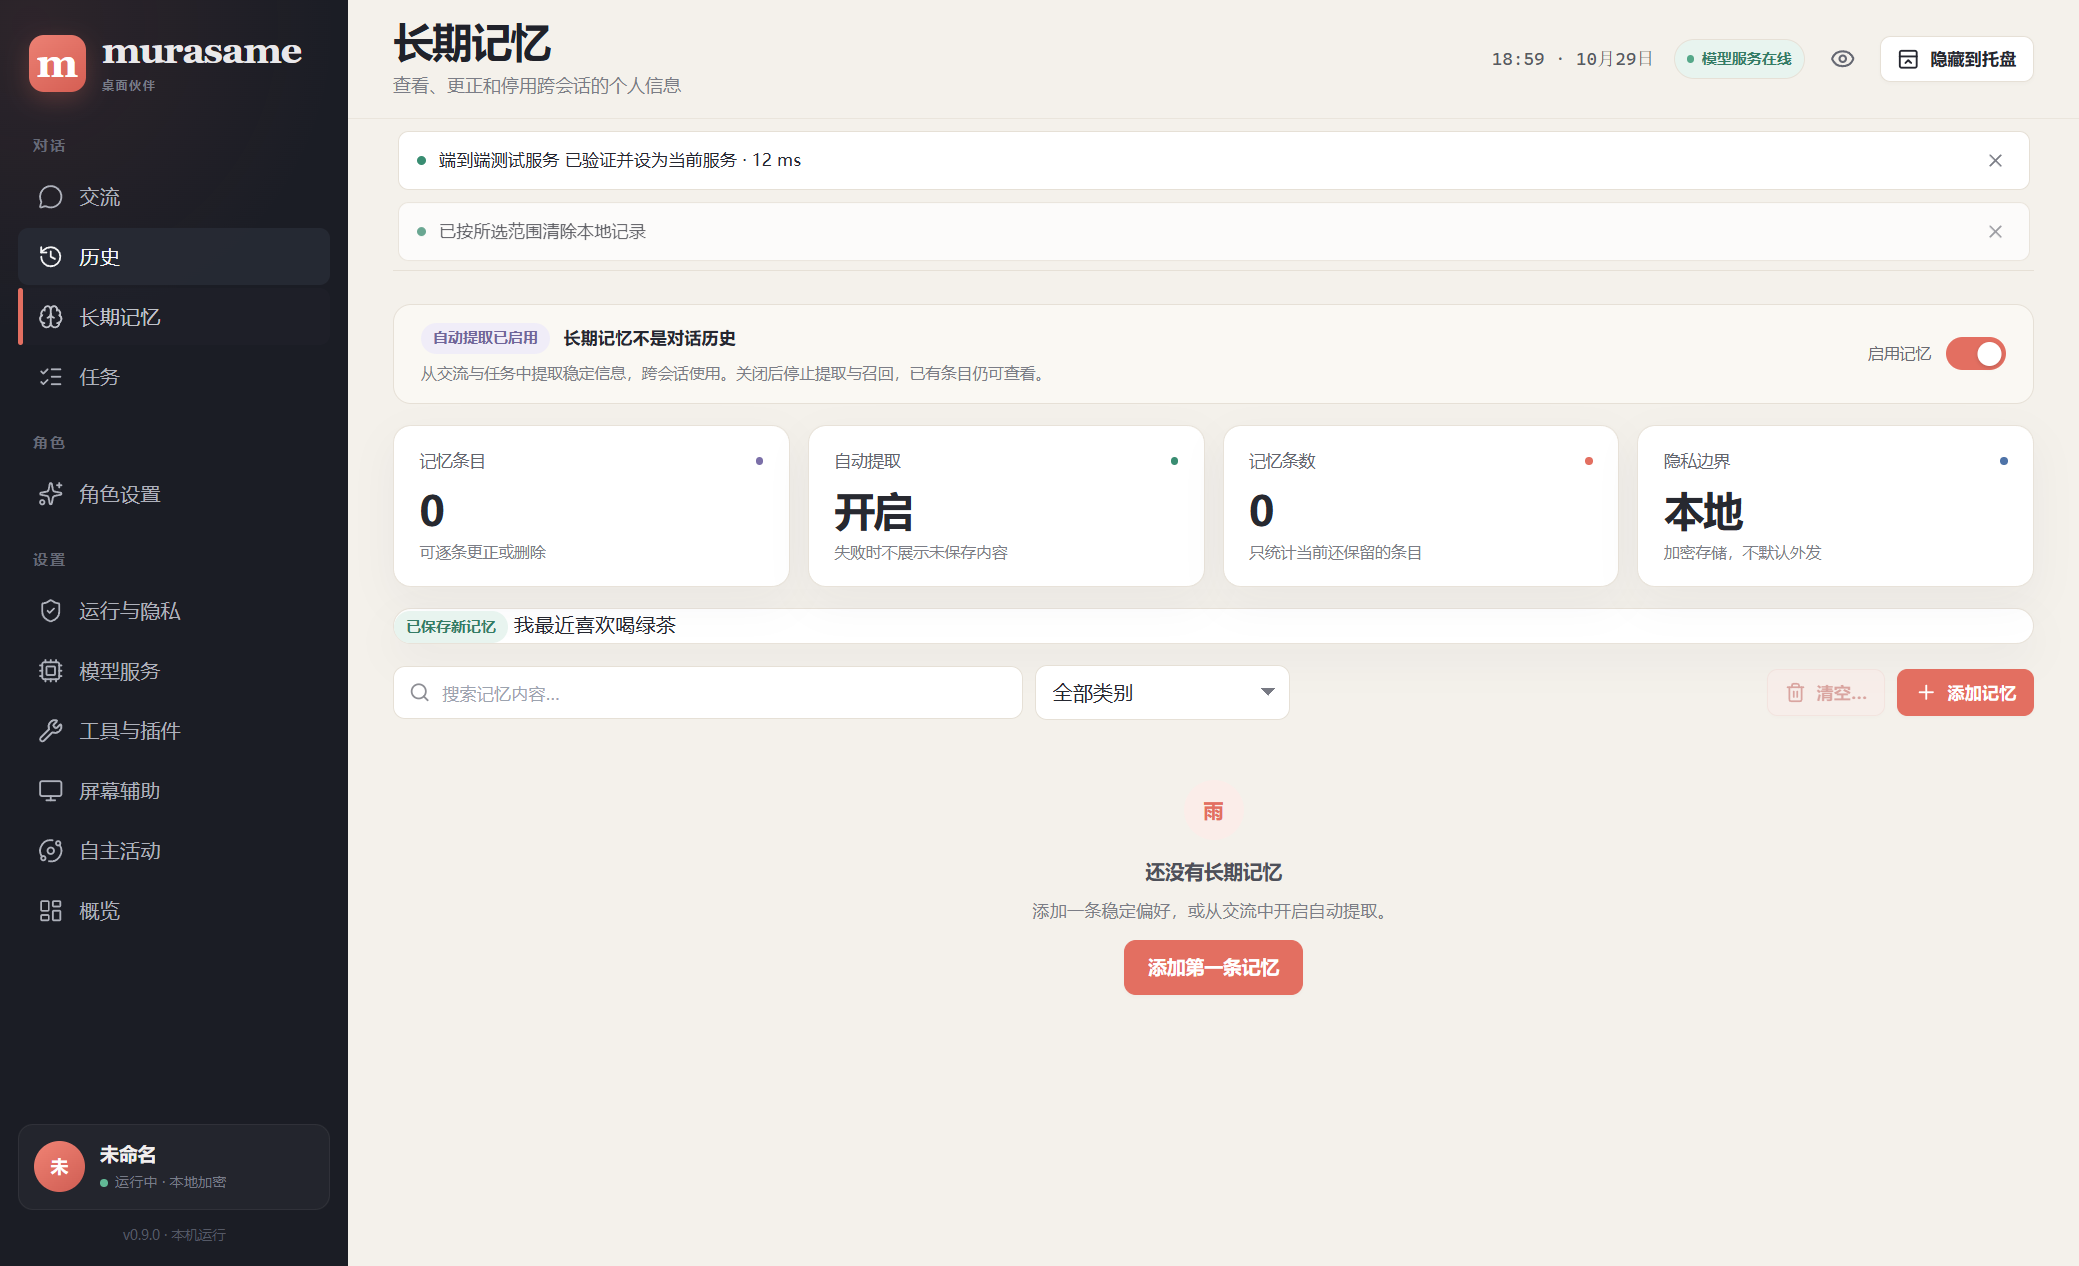 m
murasame
桌面伙伴
对话
交流
历史
长期记忆
任务
角色
角色设置
设置
运行与隐私
模型服务
工具与插件
屏幕辅助
自主活动
概览
未
未命名
运行中 · 本地加密
v0.9.0 · 本机运行
长期记忆
查看、更正和停用跨会话的个人信息
18:59 · 10月29日
模型服务在线
隐藏到托盘
端到端测试服务 已验证并设为当前服务 · 12 ms
已按所选范围清除本地记录
自动提取已启用 长期记忆不是对话历史
从交流与任务中提取稳定信息，跨会话使用。关闭后停止提取与召回，已有条目仍可查看。
启用记忆
记忆条目
0
可逐条更正或删除
自动提取
开启
失败时不展示未保存内容
记忆条数
0
只统计当前还保留的条目
隐私边界
本地
加密存储，不默认外发
已保存新记忆 我最近喜欢喝绿茶
搜索记忆内容...
全部类别
清空...
添加记忆
雨
还没有长期记忆
添加一条稳定偏好，或从交流中开启自动提取。
添加第一条记忆